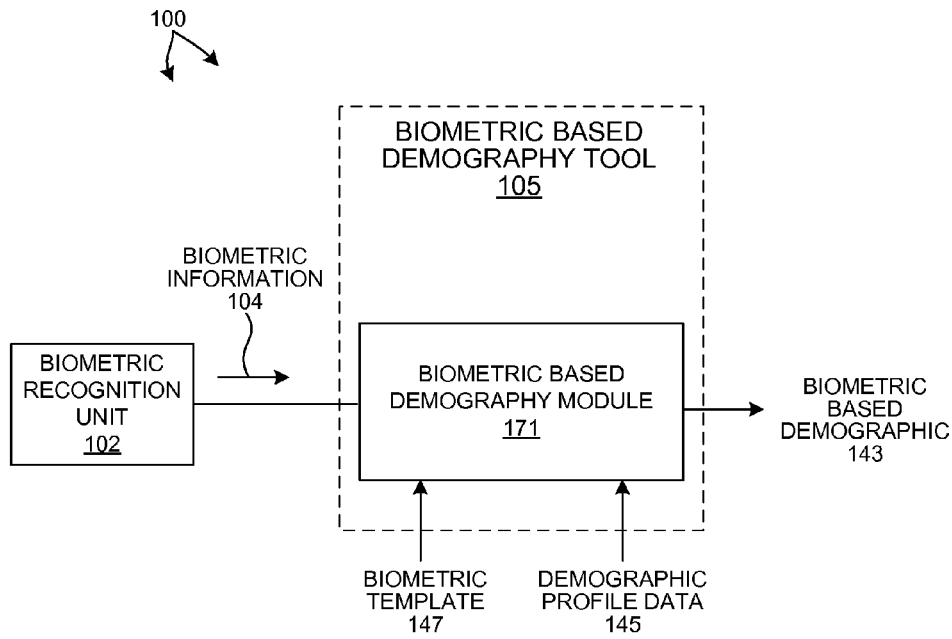 100
BIOMETRIC BASED
DEMOGRAPHY TOOL
105
BIOMETRIC
INFORMATION
104
BIOMETRIC
RECOGNITION
UNIT
102
BIOMETRIC BASED
DEMOGRAPHY MODULE
171
BIOMETRIC
BASED
DEMOGRAPHIC
143
BIOMETRIC
TEMPLATE
147
DEMOGRAPHIC
PROFILE DATA
145